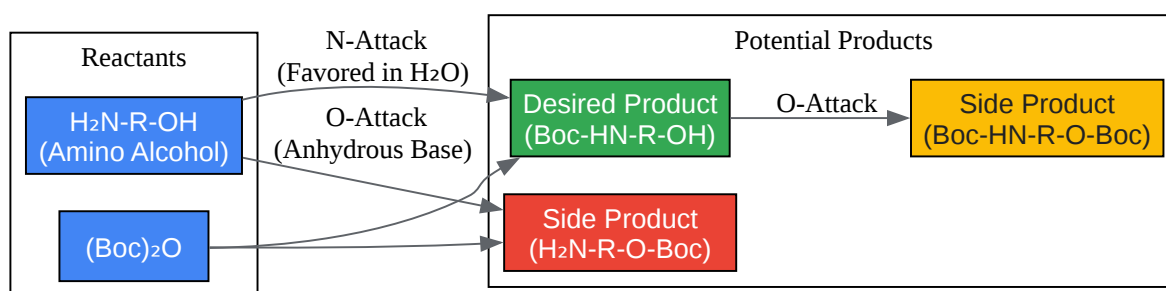 Reactants
H₂N-R-OH
(Amino Alcohol)
(Boc)₂O
N-Attack
(Favored in H₂O)
O-Attack
(Anhydrous Base)
Potential Products
Desired Product
(Boc-HN-R-OH)
O-Attack
Side Product
(Boc-HN-R-O-Boc)
Side Product
(H₂N-R-O-Boc)